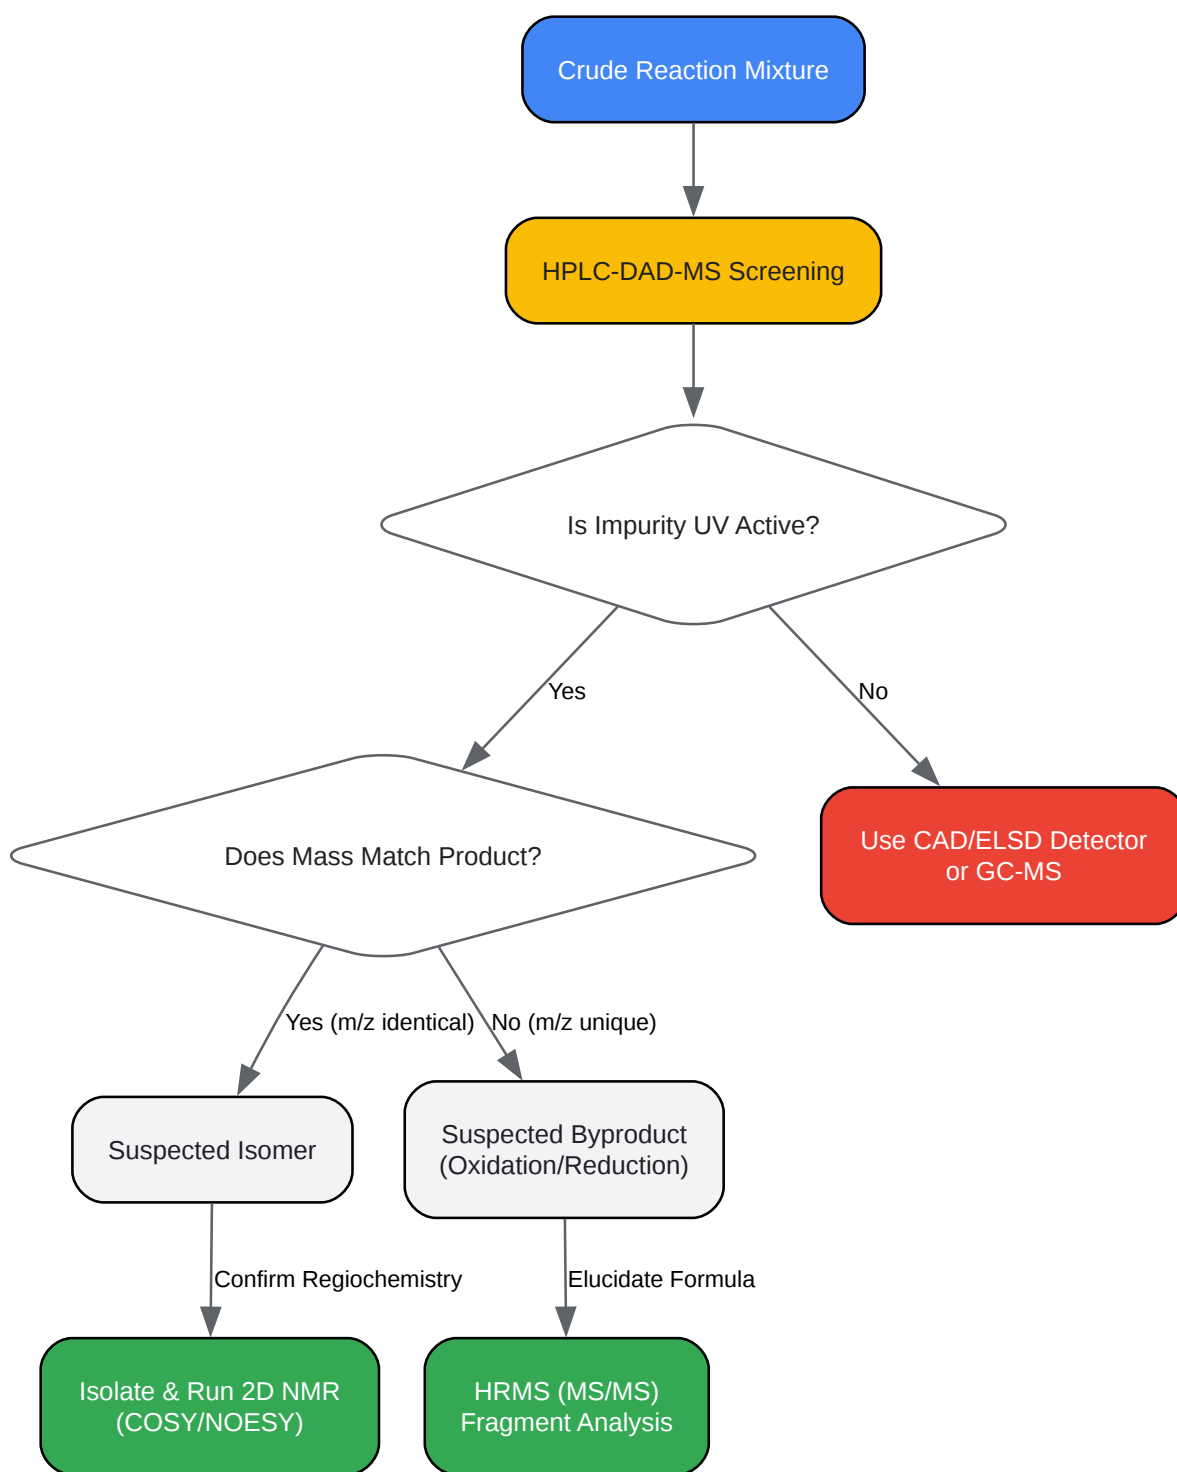 Crude Reaction Mixture
HPLC-DAD-MS Screening
Is Impurity UV Active?
Yes
No
Does Mass Match Product?
Use CAD/ELSD Detector
or GC-MS
Yes (m/z identical)
No (m/z unique)
Suspected Isomer
Suspected Byproduct
(Oxidation/Reduction)
Confirm Regiochemistry
Elucidate Formula
Isolate & Run 2D NMR
(COSY/NOESY)
HRMS (MS/MS)
Fragment Analysis